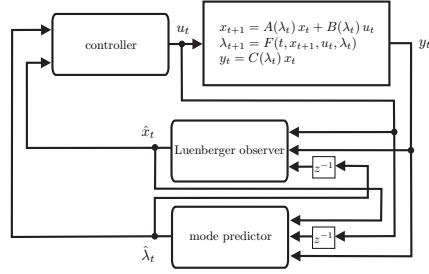 controller
u_t
x_{t+1} = A(λ_t) x_t + B(λ_t) u_t
λ_{t+1} = F(t, x_{t+1}, u_t, λ_t)
y_t = C(λ_t) x_t
y_t
x̂_t
Luenberger observer
z^{-1}
mode predictor
z^{-1}
λ̂_t